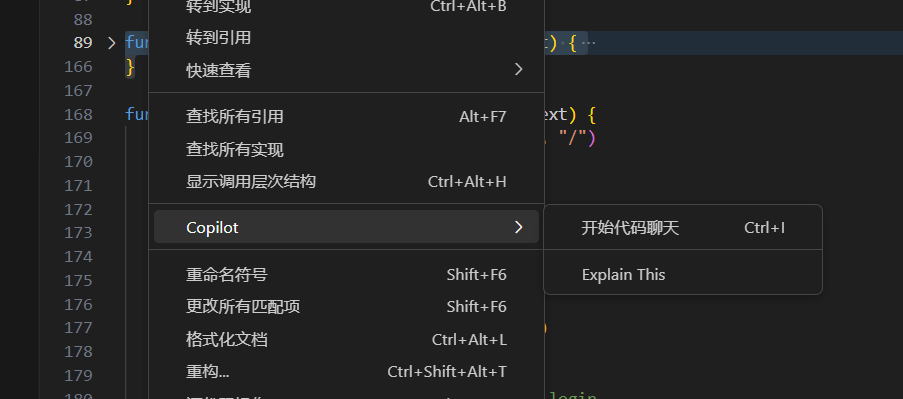 转到实现 Ctrl+Alt+B
88
转到引用
89 fun t) { ...
166 }
快速查看
167
查找所有引用 Alt+F7
168 fun ext) {
169 "/")
查找所有实现
170
171
显示调用层次结构 Ctrl+Alt+H
172
173
Copilot
开始代码聊天 Ctrl+I
174
175
重命名符号 Shift+F6
Explain This
176
更改所有匹配项 Shift+F6
177 )
格式化文档 Ctrl+Alt+L
178
179
重构... Ctrl+Shift+Alt+T
180 login